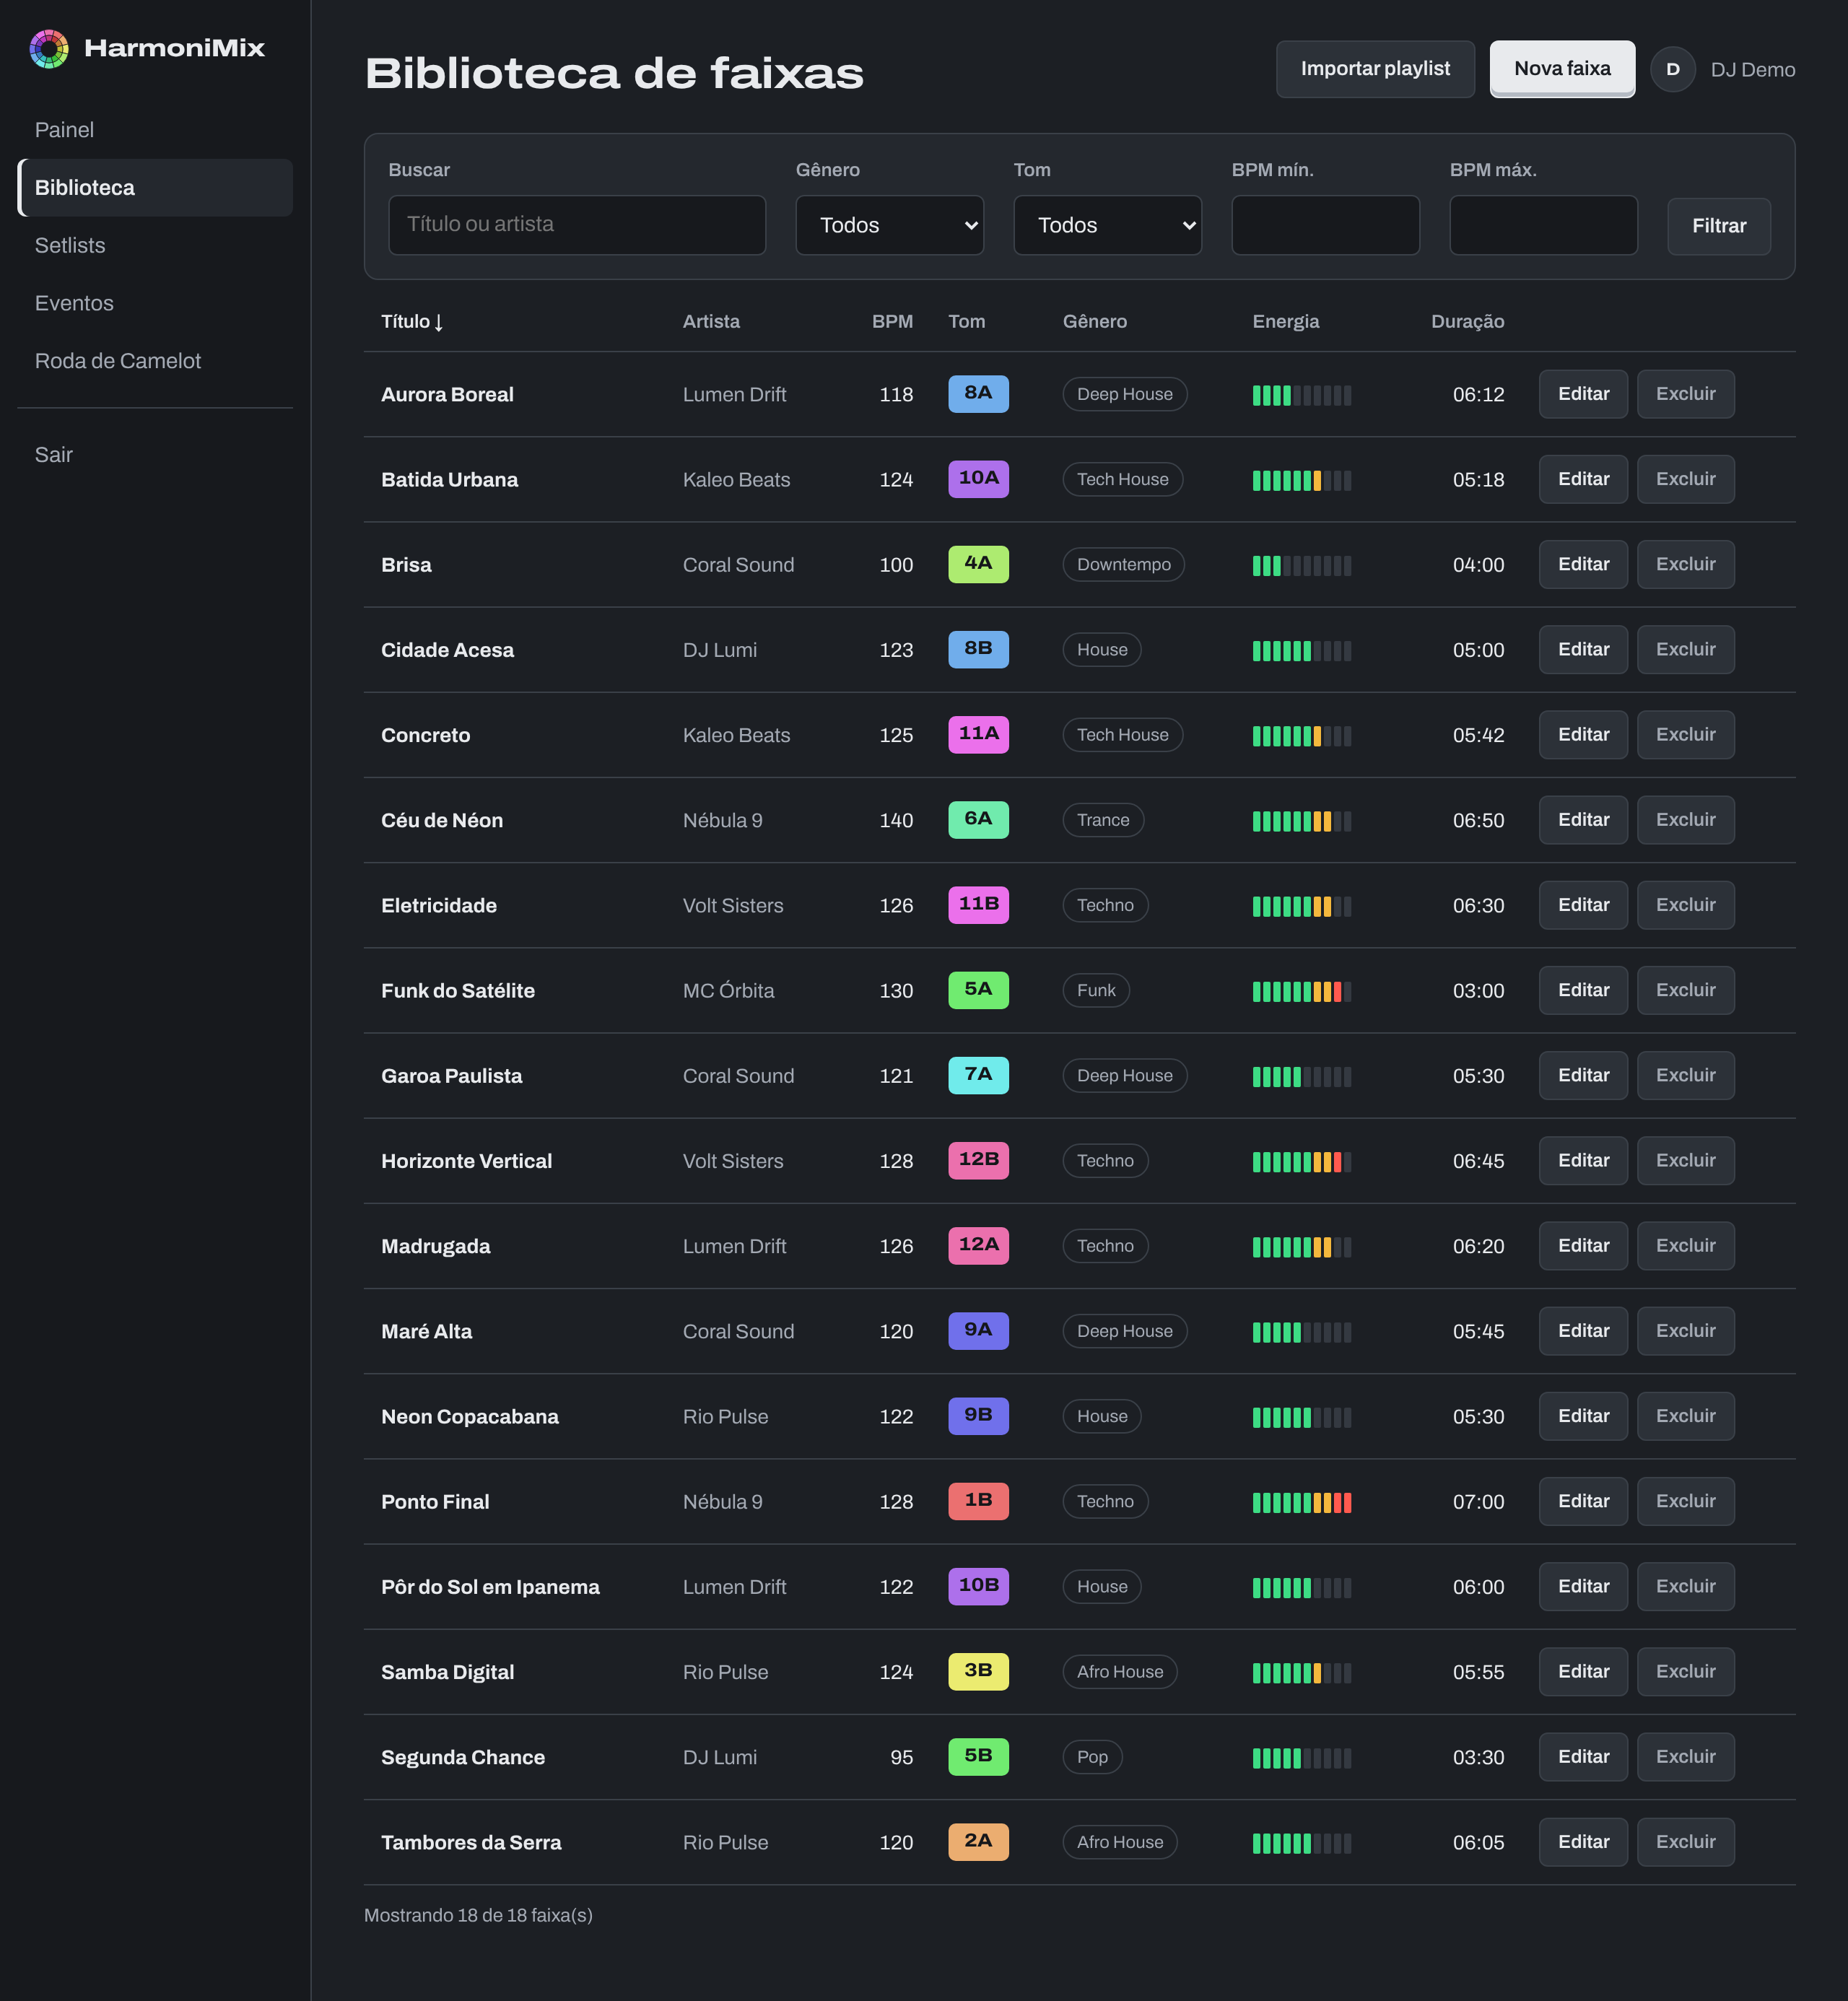 HarmoniMix
Painel
Biblioteca
Setlists
Eventos
Roda de Camelot
Sair
Biblioteca de faixas
Importar playlist
Nova faixa
D
DJ Demo
Buscar Gênero Tom BPM mín. BPM máx.
Título ou artista Todos Todos Filtrar
Título ↓ Artista BPM Tom Gênero Energia Duração
Aurora Boreal Lumen Drift 118 8A Deep House 06:12 Editar Excluir
Batida Urbana Kaleo Beats 124 10A Tech House 05:18 Editar Excluir
Brisa Coral Sound 100 4A Downtempo 04:00 Editar Excluir
Cidade Acesa DJ Lumi 123 8B House 05:00 Editar Excluir
Concreto Kaleo Beats 125 11A Tech House 05:42 Editar Excluir
Céu de Néon Nébula 9 140 6A Trance 06:50 Editar Excluir
Eletricidade Volt Sisters 126 11B Techno 06:30 Editar Excluir
Funk do Satélite MC Órbita 130 5A Funk 03:00 Editar Excluir
Garoa Paulista Coral Sound 121 7A Deep House 05:30 Editar Excluir
Horizonte Vertical Volt Sisters 128 12B Techno 06:45 Editar Excluir
Madrugada Lumen Drift 126 12A Techno 06:20 Editar Excluir
Maré Alta Coral Sound 120 9A Deep House 05:45 Editar Excluir
Neon Copacabana Rio Pulse 122 9B House 05:30 Editar Excluir
Ponto Final Nébula 9 128 1B Techno 07:00 Editar Excluir
Pôr do Sol em Ipanema Lumen Drift 122 10B House 06:00 Editar Excluir
Samba Digital Rio Pulse 124 3B Afro House 05:55 Editar Excluir
Segunda Chance DJ Lumi 95 5B Pop 03:30 Editar Excluir
Tambores da Serra Rio Pulse 120 2A Afro House 06:05 Editar Excluir
Mostrando 18 de 18 faixa(s)